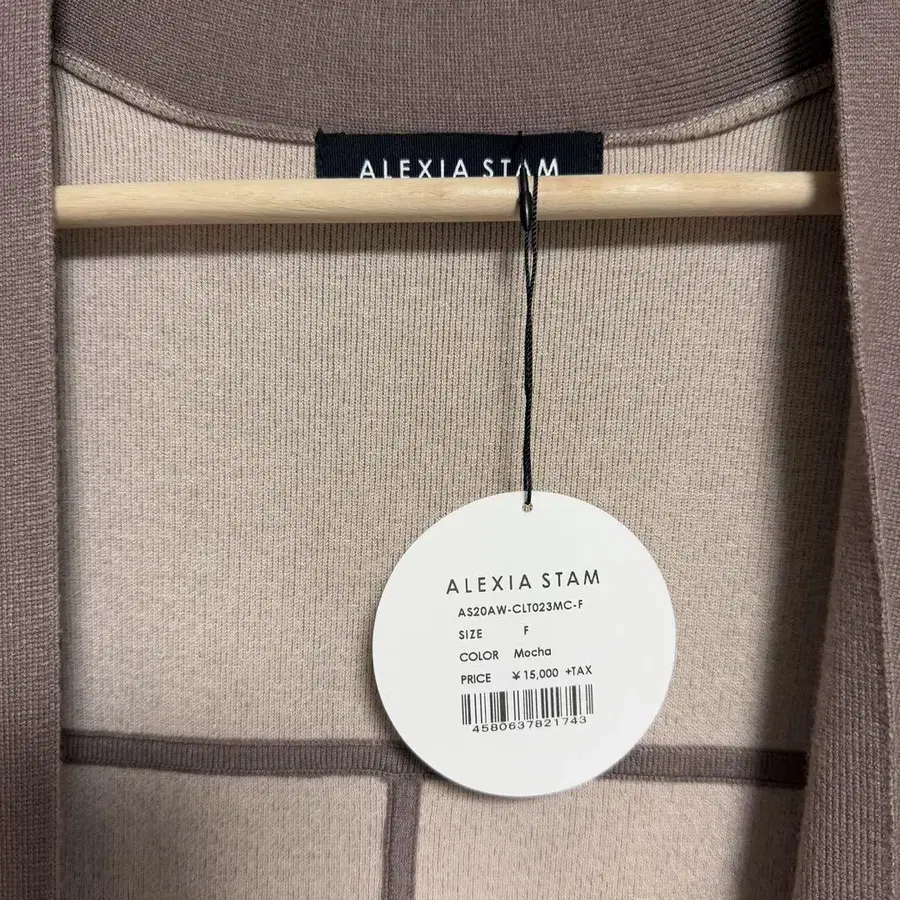 ALEXIA STAM
ALEXIA STAM
AS20AW-CLT023MC-F
SIZE F
COLOR Mocha
PRICE ¥15,000 +TAX
4580637821743